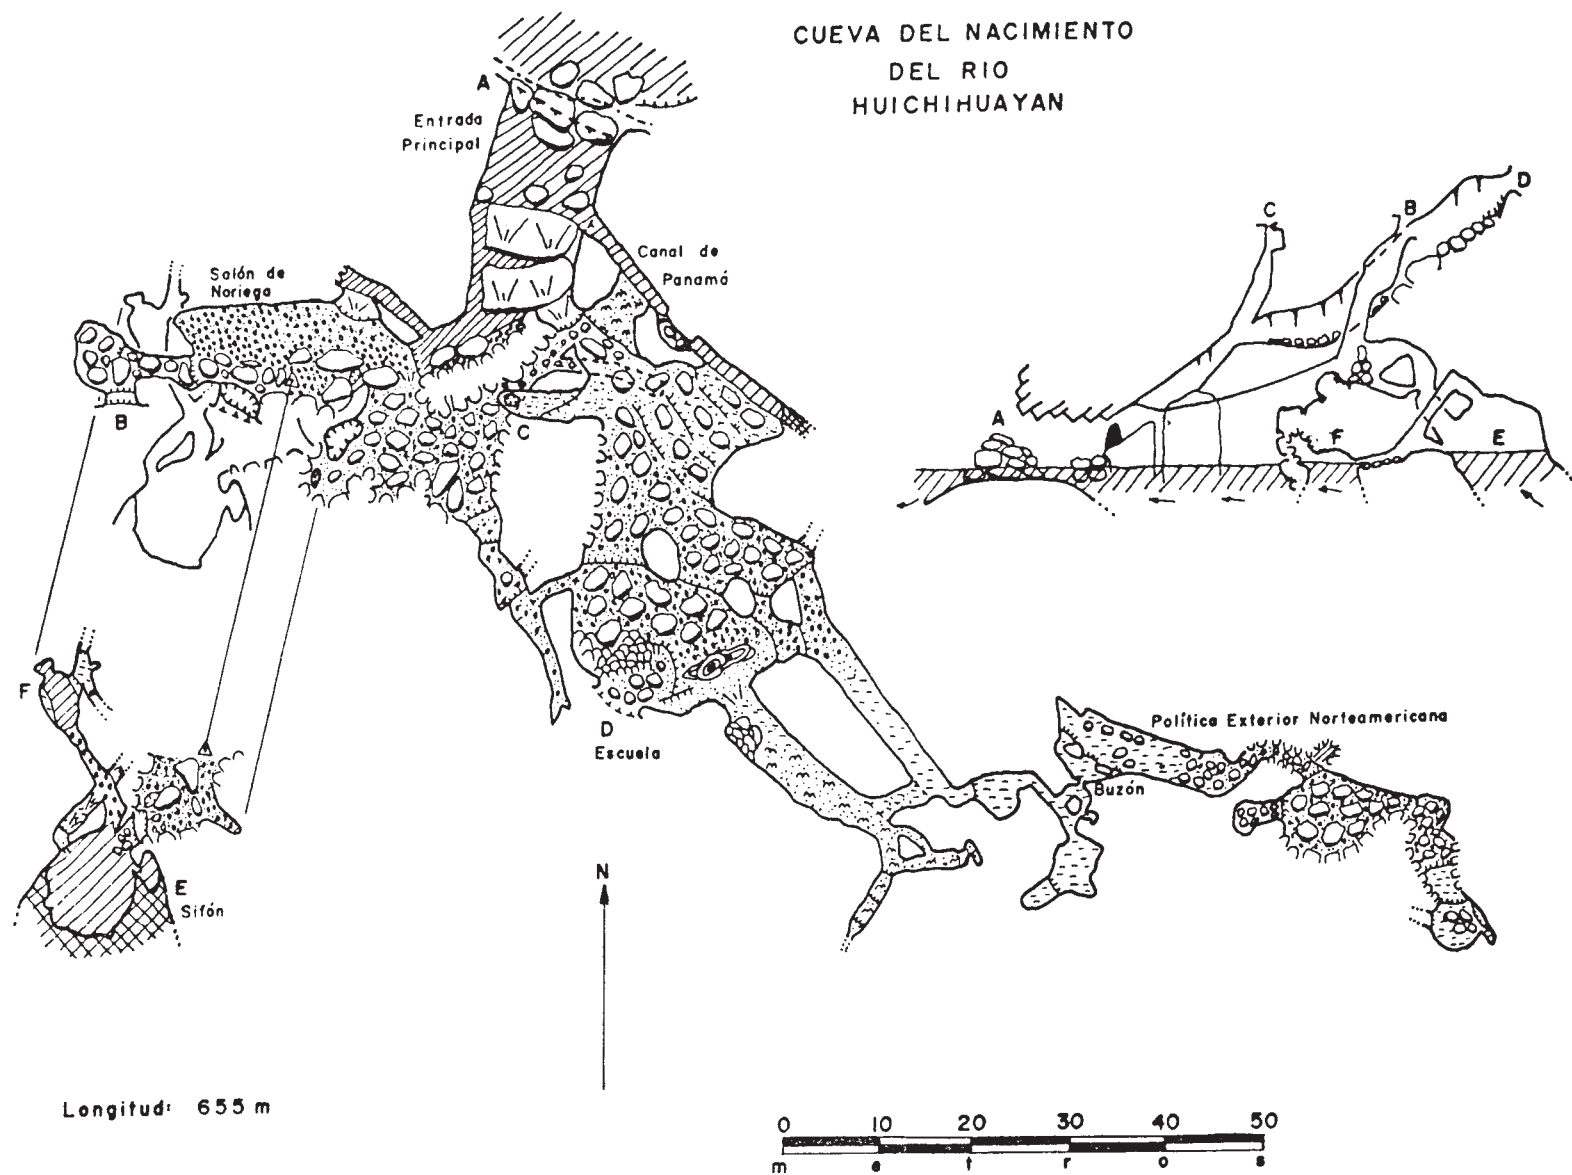 CUEVA DEL NACIMIENTO
DEL RIO
HUICHIHUAYAN
A
Entrada
Principal
Canal de
Panamá
Salón de
Noriega
B
C
D
Escuela
F
E
Sifón
Política Exterior Norteamericana
Buzón
C
B
D
A
F
E
N
Longitud: 655 m
0 10 20 30 40 50
m e t r o s